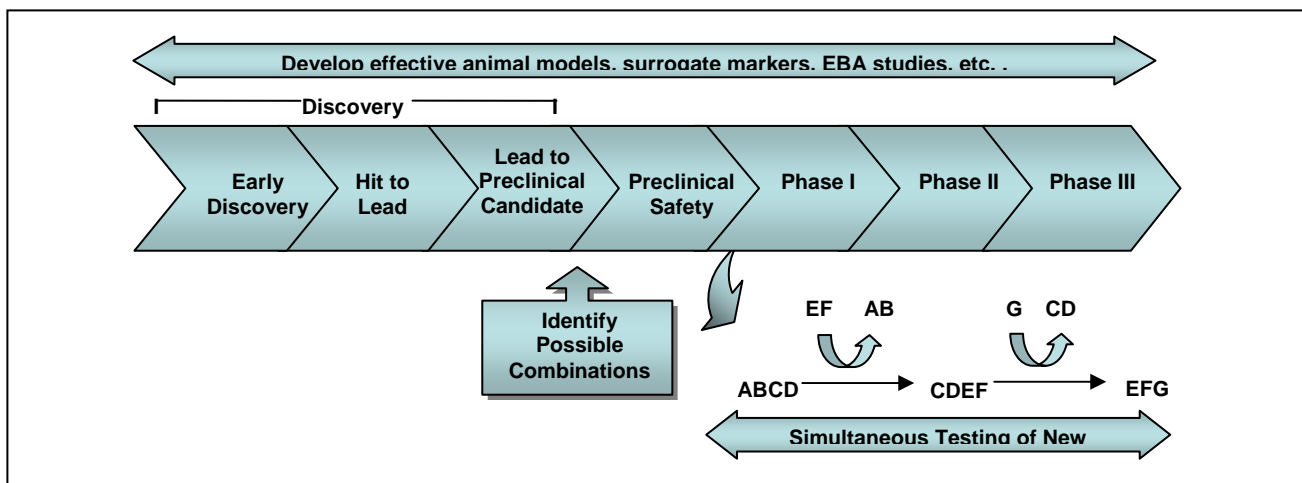 Develop effective animal models, surrogate markers, EBA studies, etc. .
Discovery
Early
Discovery
Hit to
Lead
Lead to
Preclinical
Candidate
Preclinical
Safety
Phase I
Phase II
Phase III
Identify
Possible
Combinations
EF AB
G CD
ABCD
CDEF
EFG
Simultaneous Testing of New